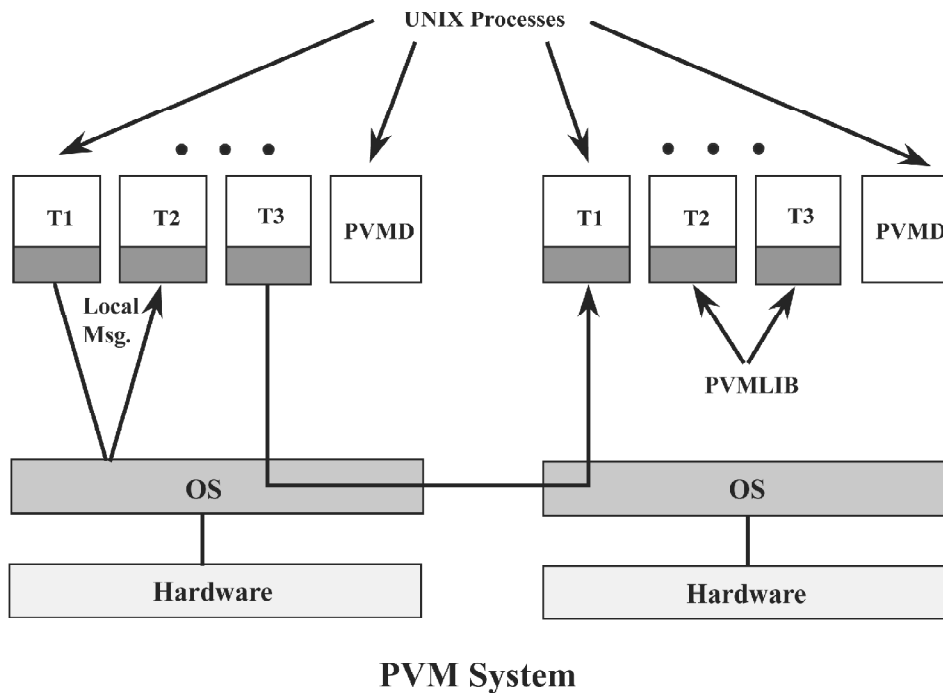 UNIX Processes
T1
T2
T3
PVMD
T1
T2
T3
PVMD
Local
Msg.
PVMLIB
OS
OS
Hardware
Hardware
PVM System